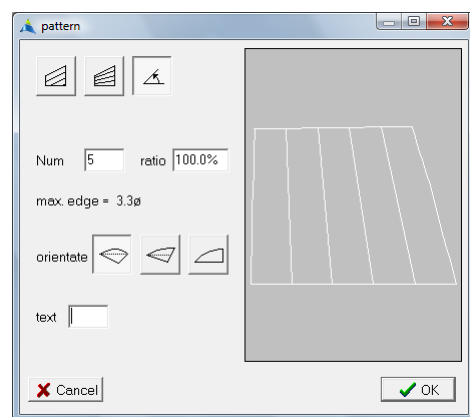 pattern
Num 5 ratio 100.0%
max. edge = 3.3ø
orientate
text
Cancel OK